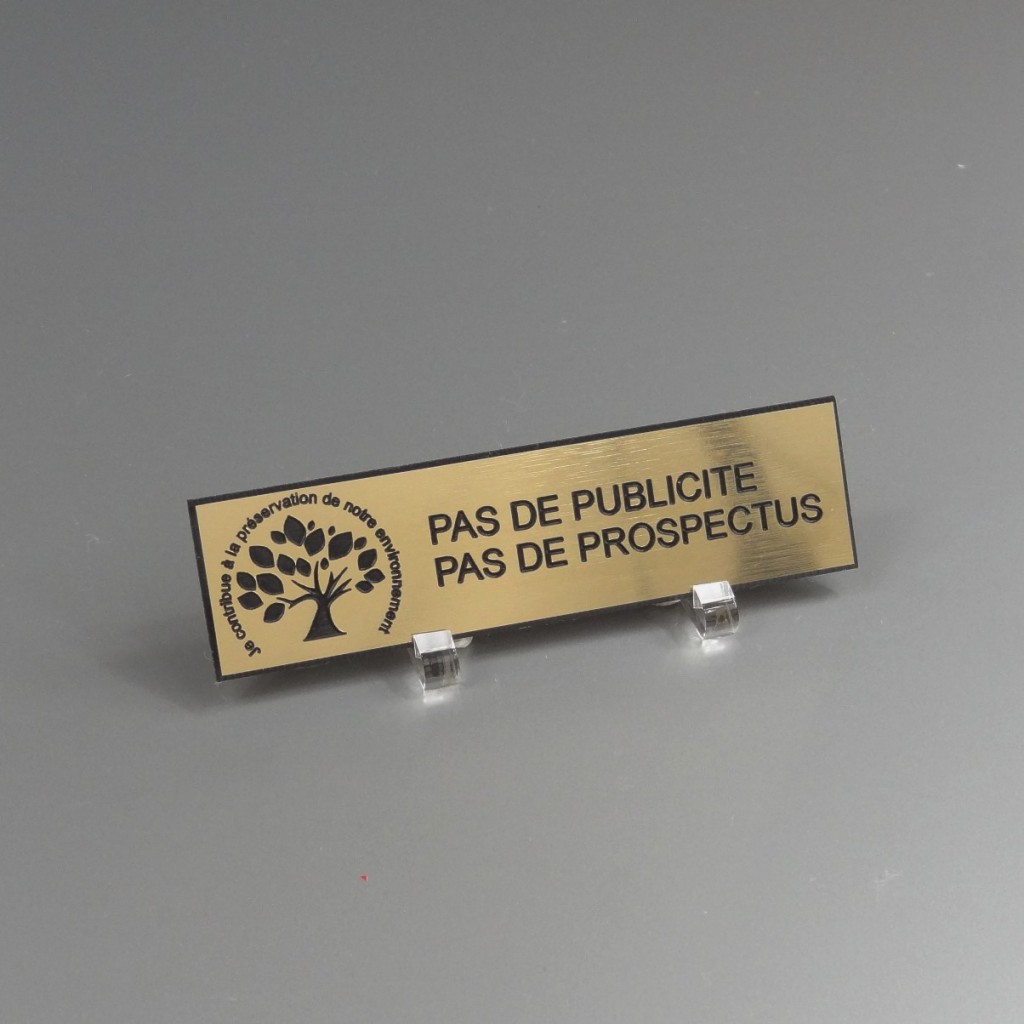 Je contribue à la préservation de notre environnement
PAS DE PUBLICITE
PAS DE PROSPECTUS